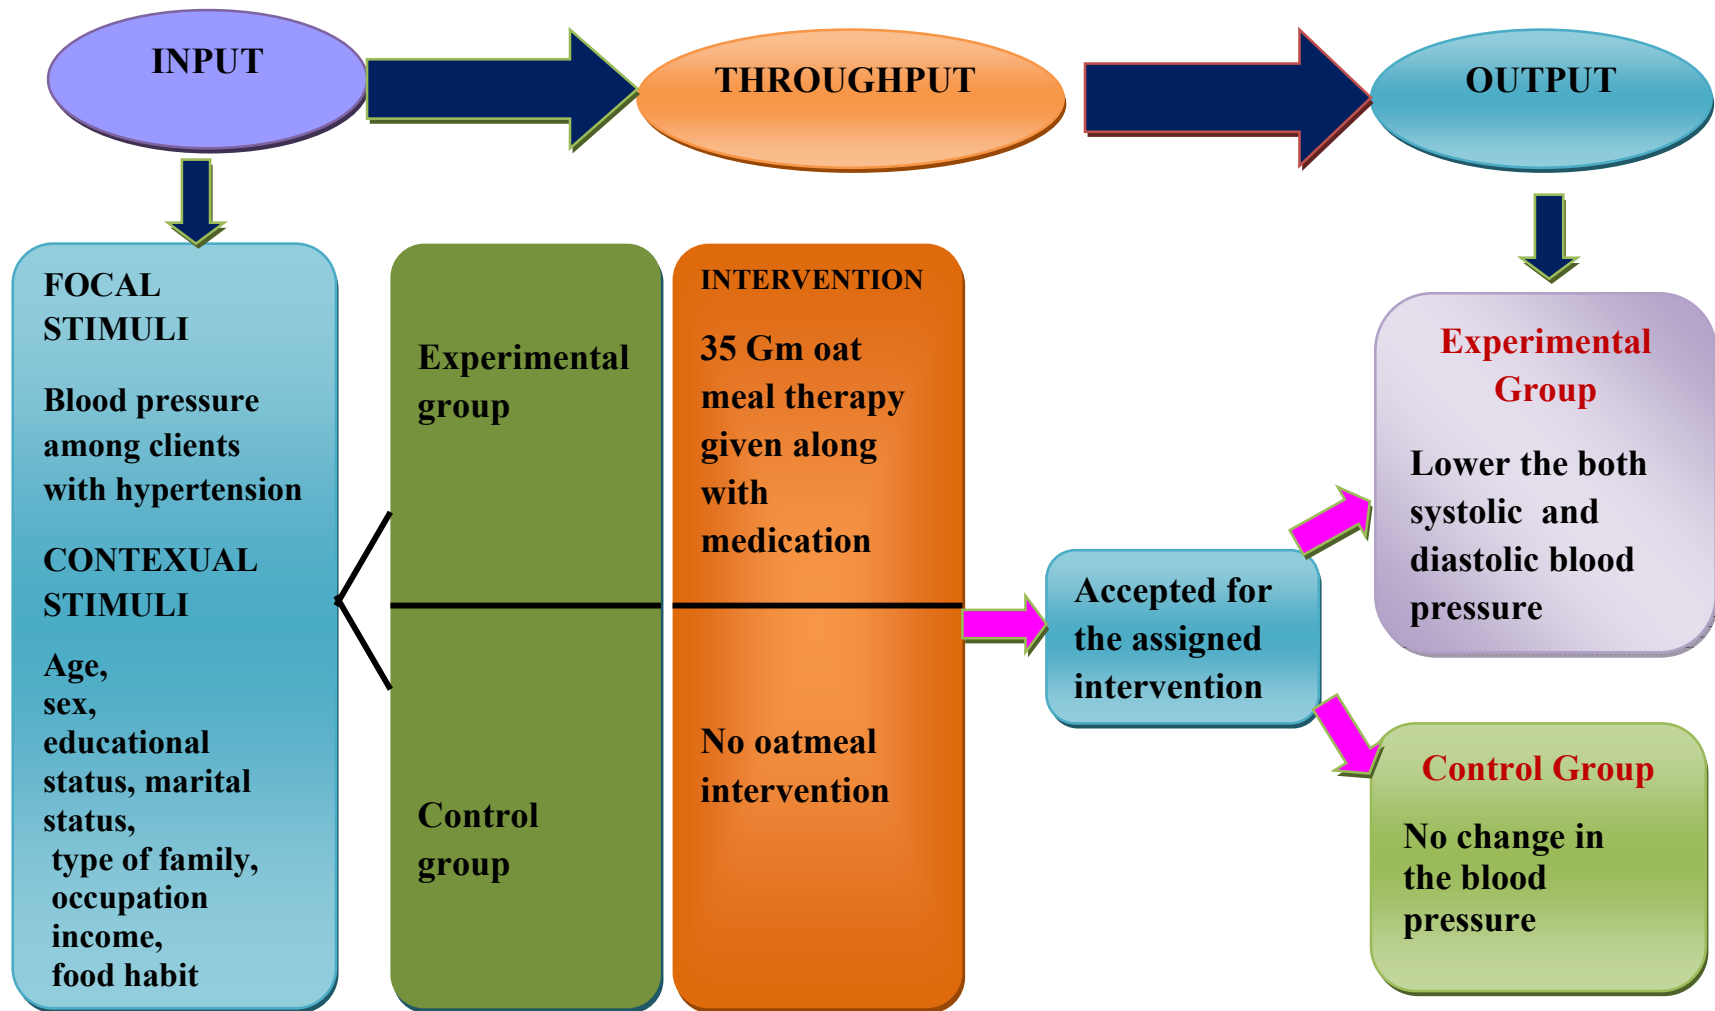 INPUT
THROUGHPUT
OUTPUT
FOCAL
STIMULI
Blood pressure
among clients
with hypertension
CONTEXUAL
STIMULI
Age,
sex,
educational
status, marital
status,
type of family,
occupation
income,
food habit
Experimental
group
Control
group
INTERVENTION
35 Gm oat
meal therapy
given along
with
medication
No oatmeal
intervention
Accepted for
the assigned
intervention
Experimental
Group
Lower the both
systolic  and
diastolic blood
pressure
Control Group
No change in
the blood
pressure